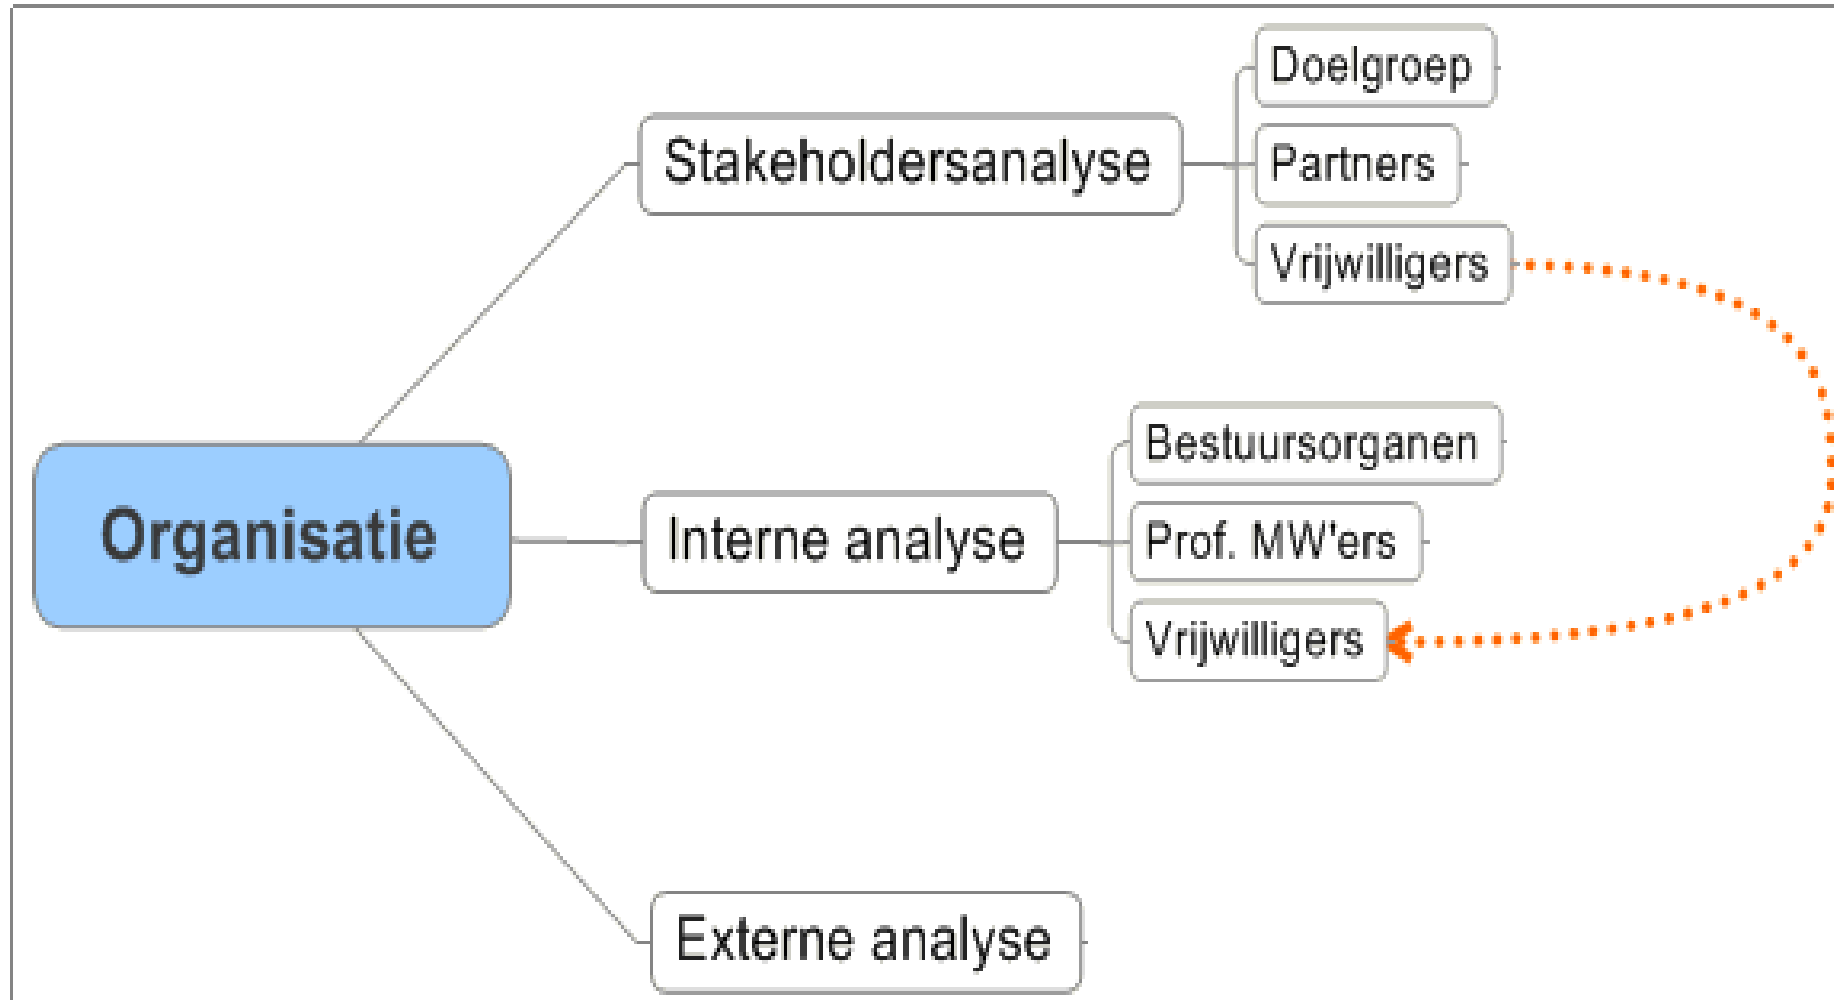 Organisatie
Stakeholdersanalyse
Doelgroep
Partners
Vrijwilligers
Interne analyse
Bestuursorganen
Prof. MW'ers
Vrijwilligers
Externe analyse